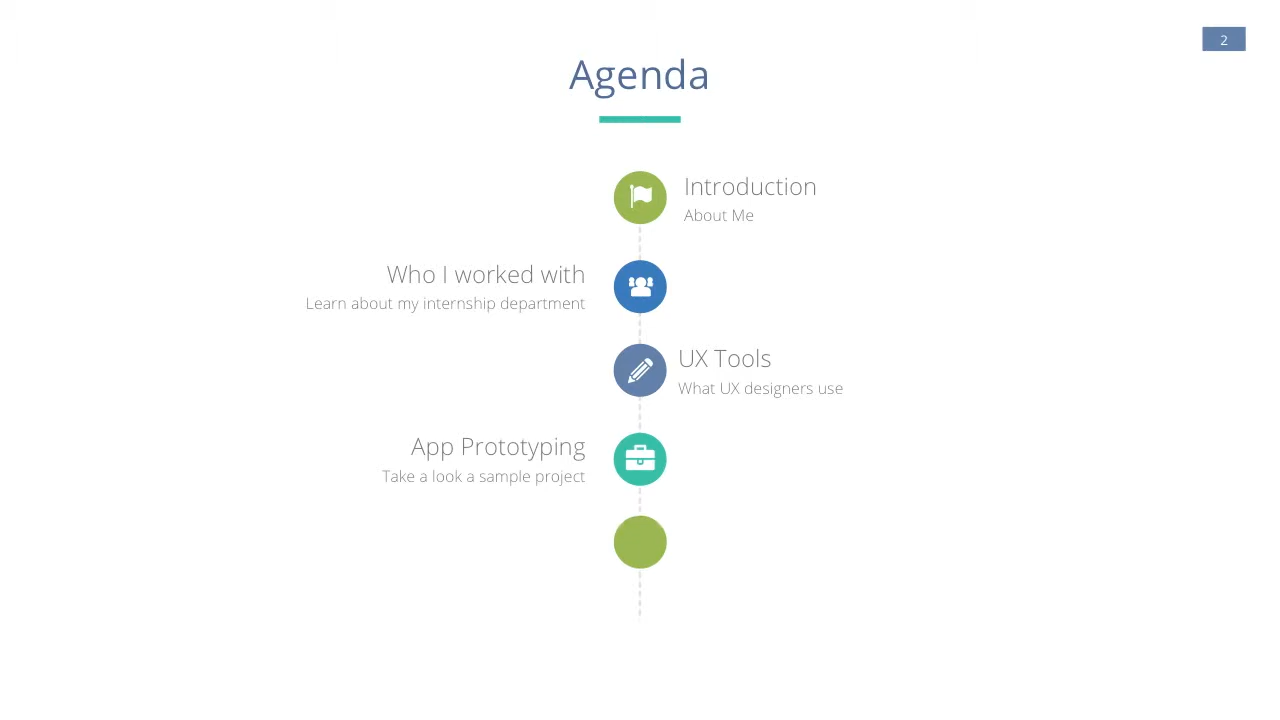 2
Agenda
Introduction
About Me
Who I worked with
Learn about my internship department
UX Tools
What UX designers use
App Prototyping
Take a look a sample project